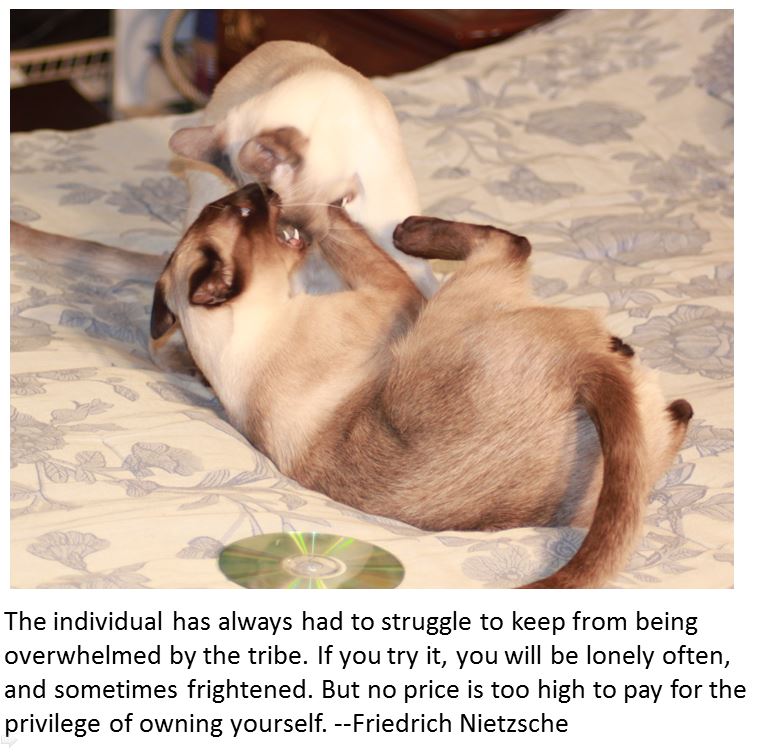 The individual has always had to struggle to keep from being
overwhelmed by the tribe. If you try it, you will be lonely often,
and sometimes frightened. But no price is too high to pay for the
privilege of owning yourself. --Friedrich Nietzsche